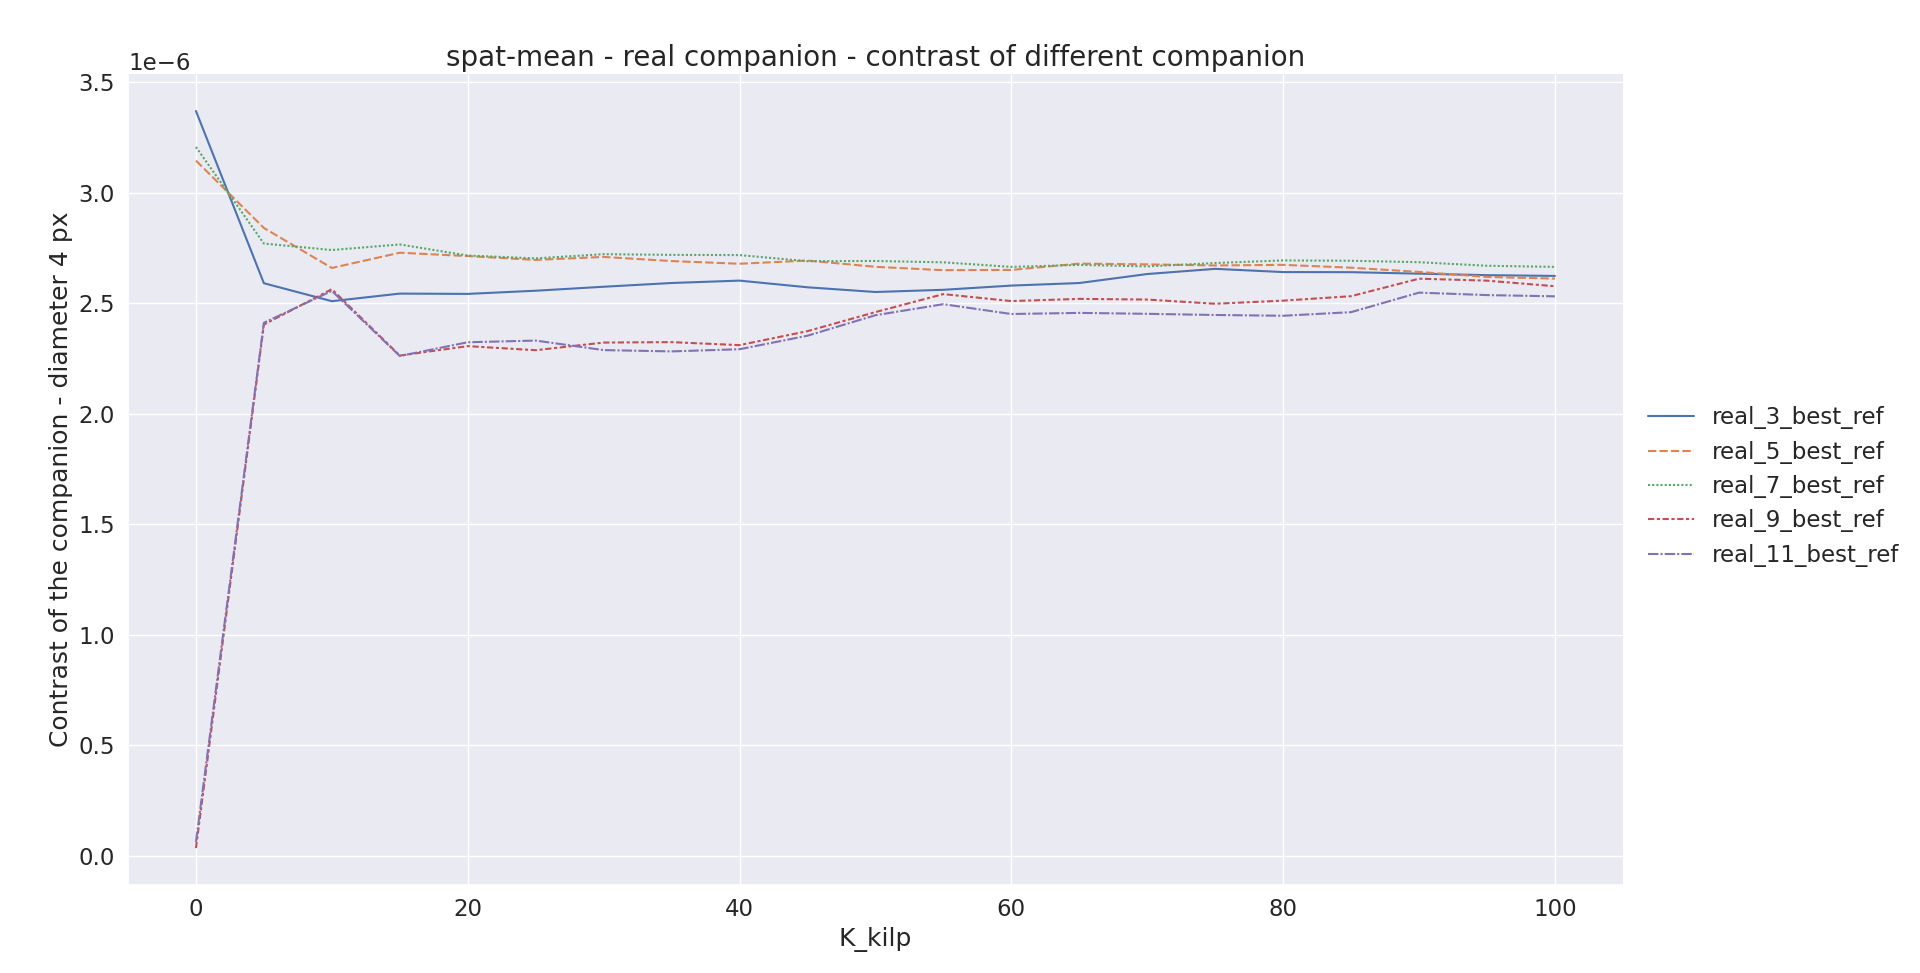 spat-mean - real companion - contrast of different companion
1e−6
3.5
3.0
2.5
2.0
1.5
1.0
0.5
0.0
Contrast of the companion - diameter 4 px
0 20 40 60 80 100
K_kilp
real_3_best_ref
real_5_best_ref
real_7_best_ref
real_9_best_ref
real_11_best_ref